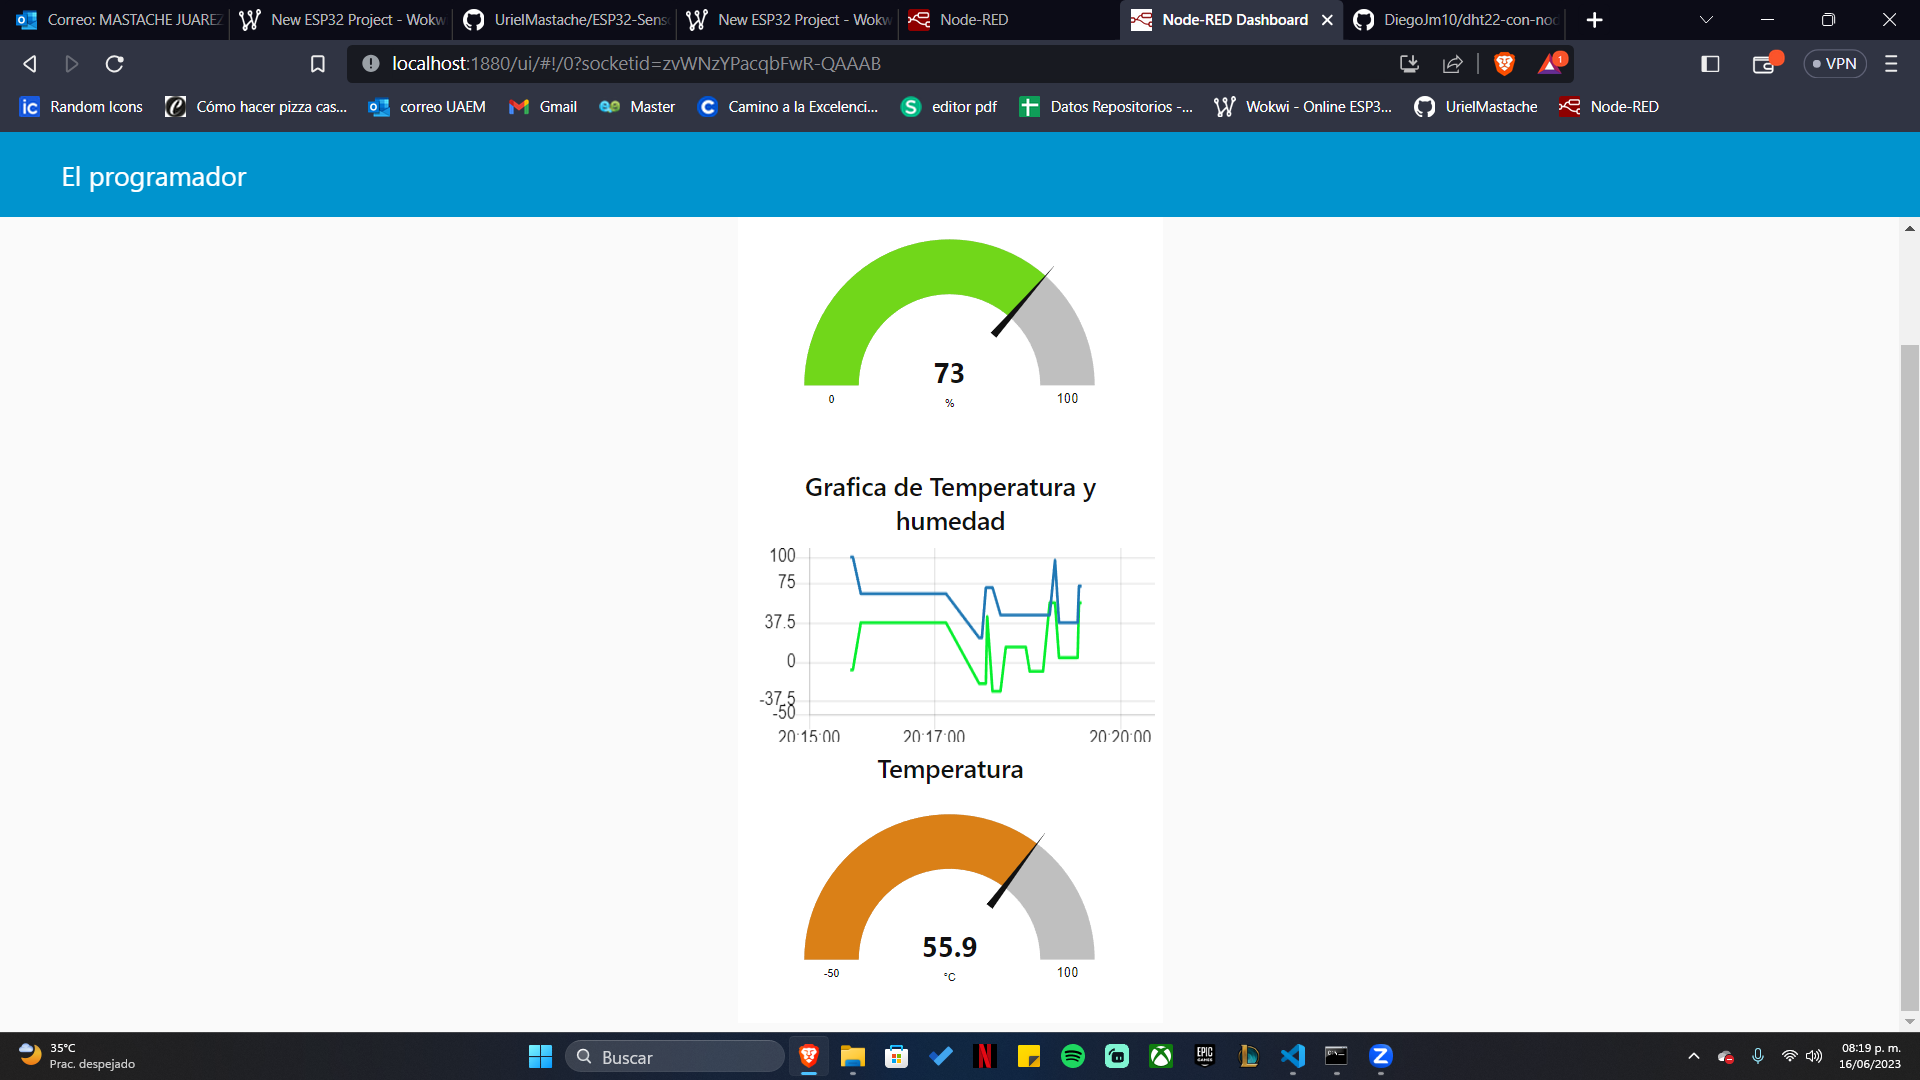 Correo: MASTACHE JUAREZ
New ESP32 Project - Wokw
UrielMastache/ESP32-Sens
New ESP32 Project - Wokw
Node-RED
Node-RED Dashboard
DiegoJm10/dht22-con-nod
localhost:1880/ui/#!/0?socketid=zvWNzYPacqbFwR-QAAAB
1
VPN
Random Icons
Cómo hacer pizza cas...
correo UAEM
Gmail
Master
Camino a la Excelenci...
editor pdf
Datos Repositorios -...
Wokwi - Online ESP3...
UrielMastache
Node-RED
El programador
73
0
%
100
Grafica de Temperatura y
humedad
100
75
37.5
0
-37.5
-50
20:15:00
20:17:00
20:20:00
Temperatura
55.9
-50
°C
100
35°C
Prac. despejado
Buscar
EPIC
GAMES
08:19 p. m.
16/06/2023